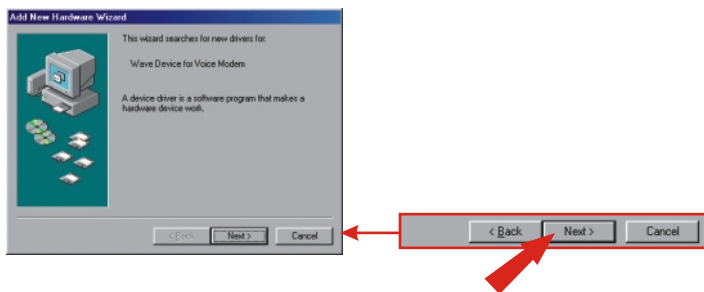 Add New Hardware Wizard
This wizard searches for new drivers for:
Wave Device for Voice Modem
A device driver is a software program that makes a
hardware device work.
< Back Next > Cancel
< Back Next > Cancel